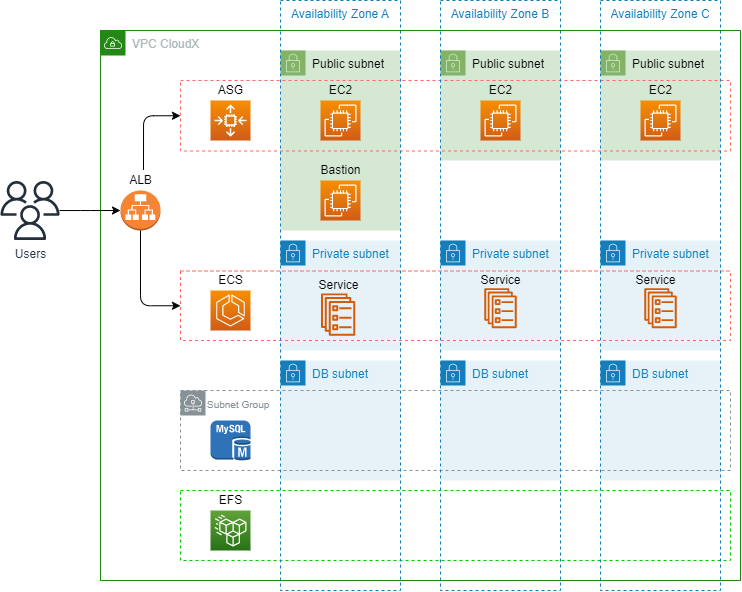 Availability Zone A
Availability Zone B
Availability Zone C
VPC CloudX
Public subnet
Public subnet
Public subnet
ASG
EC2
EC2
EC2
ALB
Bastion
Users
Private subnet
Private subnet
Private subnet
ECS
Service
Service
Service
DB subnet
DB subnet
DB subnet
Subnet Group
MySQL
M
EFS